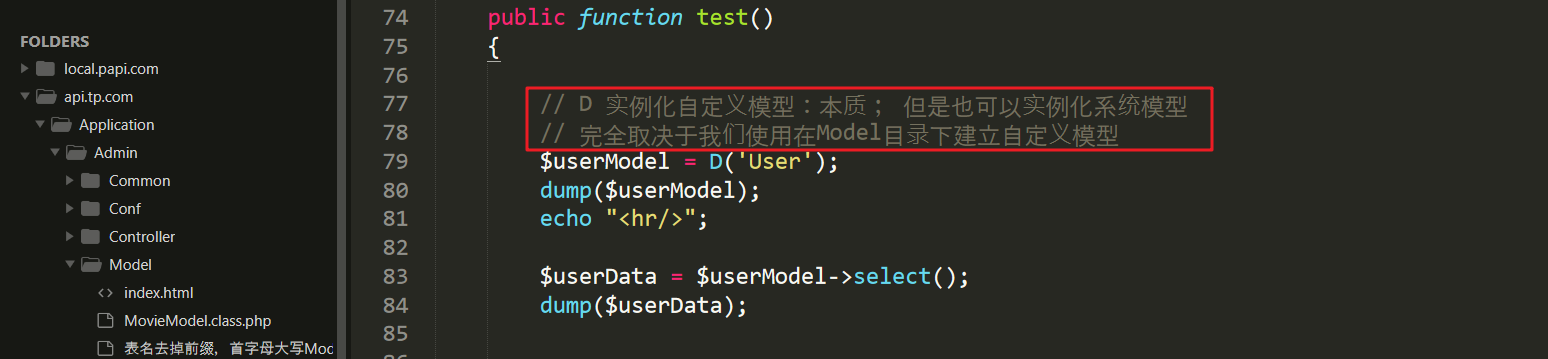 FOLDERS
local.papi.com
api.tp.com
Application
Admin
Common
Conf
Controller
Model
index.html
MovieModel.class.php
表名去掉前缀，首字母大写Moc
74 public function test()
75 {
76
77 // D 实例化自定义模型：本质； 但是也可以实例化系统模型
78 // 完全取决于我们使用在Model目录下建立自定义模型
79 $userModel = D('User');
80 dump($userModel);
81 echo "<hr/>";
82
83 $userData = $userModel->select();
84 dump($userData);
85